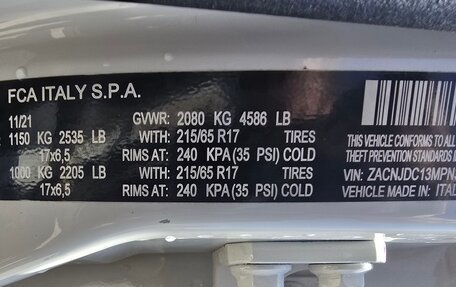 FCA ITALY S.P.A.
11/21 GVWR: 2080 KG 4586 LB
1150 KG 2535 LB WITH: 215/65 R17 TIRES
17x6,5 RIMS AT: 240 KPA(35 PSI) COLD
1000 KG 2205 LB WITH: 215/65 R17 TIRES
17x6,5 RIMS AT: 240 KPA(35 PSI) COLD
THIS VEHICLE CONFORMS TO A
THEFT PREVENTION STANDARDS
VIN: ZACNJDC13MPN
VEHICLE MADE IN: ITAL